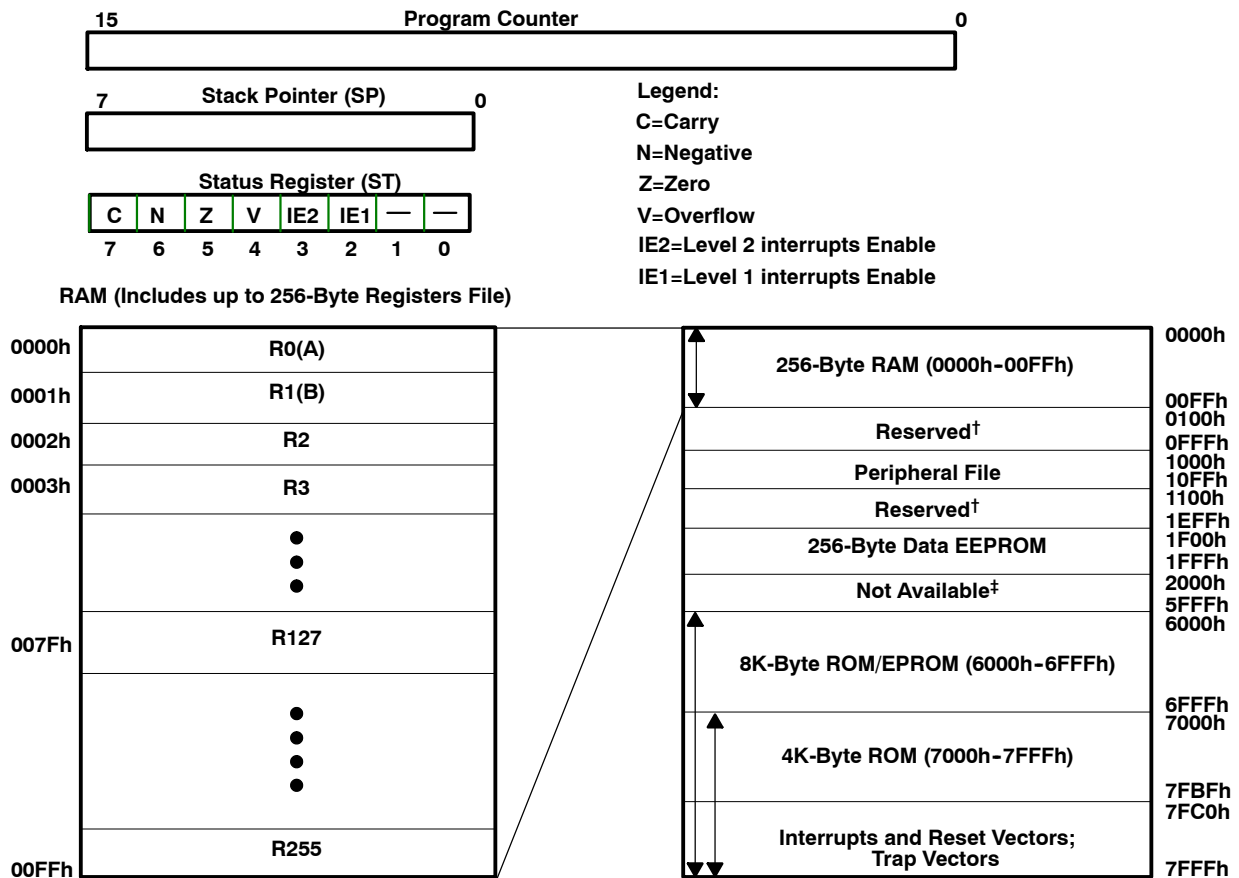 15 Program Counter 0
7 Stack Pointer (SP) 0
Status Register (ST)
C N Z V IE2 IE1 — —
7 6 5 4 3 2 1 0
Legend:
C=Carry
N=Negative
Z=Zero
V=Overflow
IE2=Level 2 interrupts Enable
IE1=Level 1 interrupts Enable
RAM (Includes up to 256-Byte Registers File)
0000h R0(A)
0001h R1(B)
0002h R2
0003h R3
007Fh R127
R255
00FFh
0000h
256-Byte RAM (0000h-00FFh)
00FFh
0100h
Reserved†
0FFFh
1000h
Peripheral File
10FFh
1100h
Reserved†
1EFFh
1F00h
256-Byte Data EEPROM
1FFFh
2000h
Not Available‡
5FFFh
6000h
8K-Byte ROM/EPROM (6000h-6FFFh)
6FFFh
7000h
4K-Byte ROM (7000h-7FFFh)
7FBFh
7FC0h
Interrupts and Reset Vectors;
Trap Vectors
7FFFh